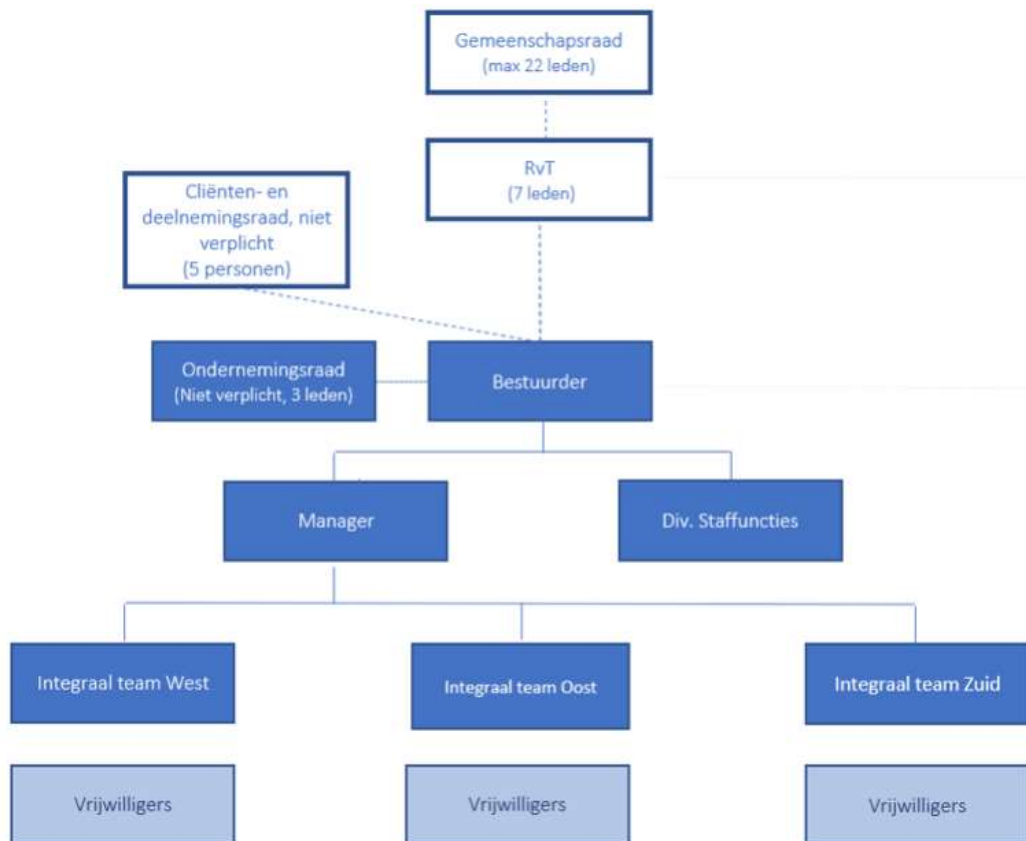 Gemeenschapsraad
(max 22 leden)
RvT
(7 leden)
Cliënten- en
deelnemingsraad, niet
verplicht
(5 personen)
Ondernemingsraad
(Niet verplicht, 3 leden)
Bestuurder
Manager
Div. Staffuncties
Integraal team West
Integraal team Oost
Integraal team Zuid
Vrijwilligers
Vrijwilligers
Vrijwilligers